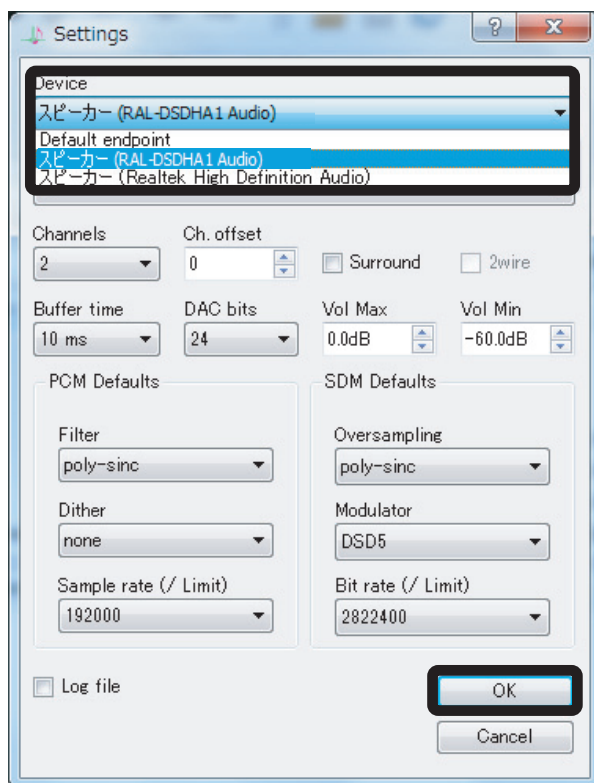 Settings
?
X
Device
スピーカー (RAL-DSDHA1 Audio)
Default endpoint
スピーカー (RAL-DSDHA1 Audio)
スピーカー (Realtek High Definition Audio)
Channels Ch. offset
2 0 Surround 2wire
Buffer time DAC bits Vol Max Vol Min
10 ms 24 0.0dB -60.0dB
PCM Defaults SDM Defaults
Filter Oversampling
poly-sinc poly-sinc
Dither Modulator
none DSD5
Sample rate (/ Limit) Bit rate (/ Limit)
192000 2822400
Log file OK
Cancel